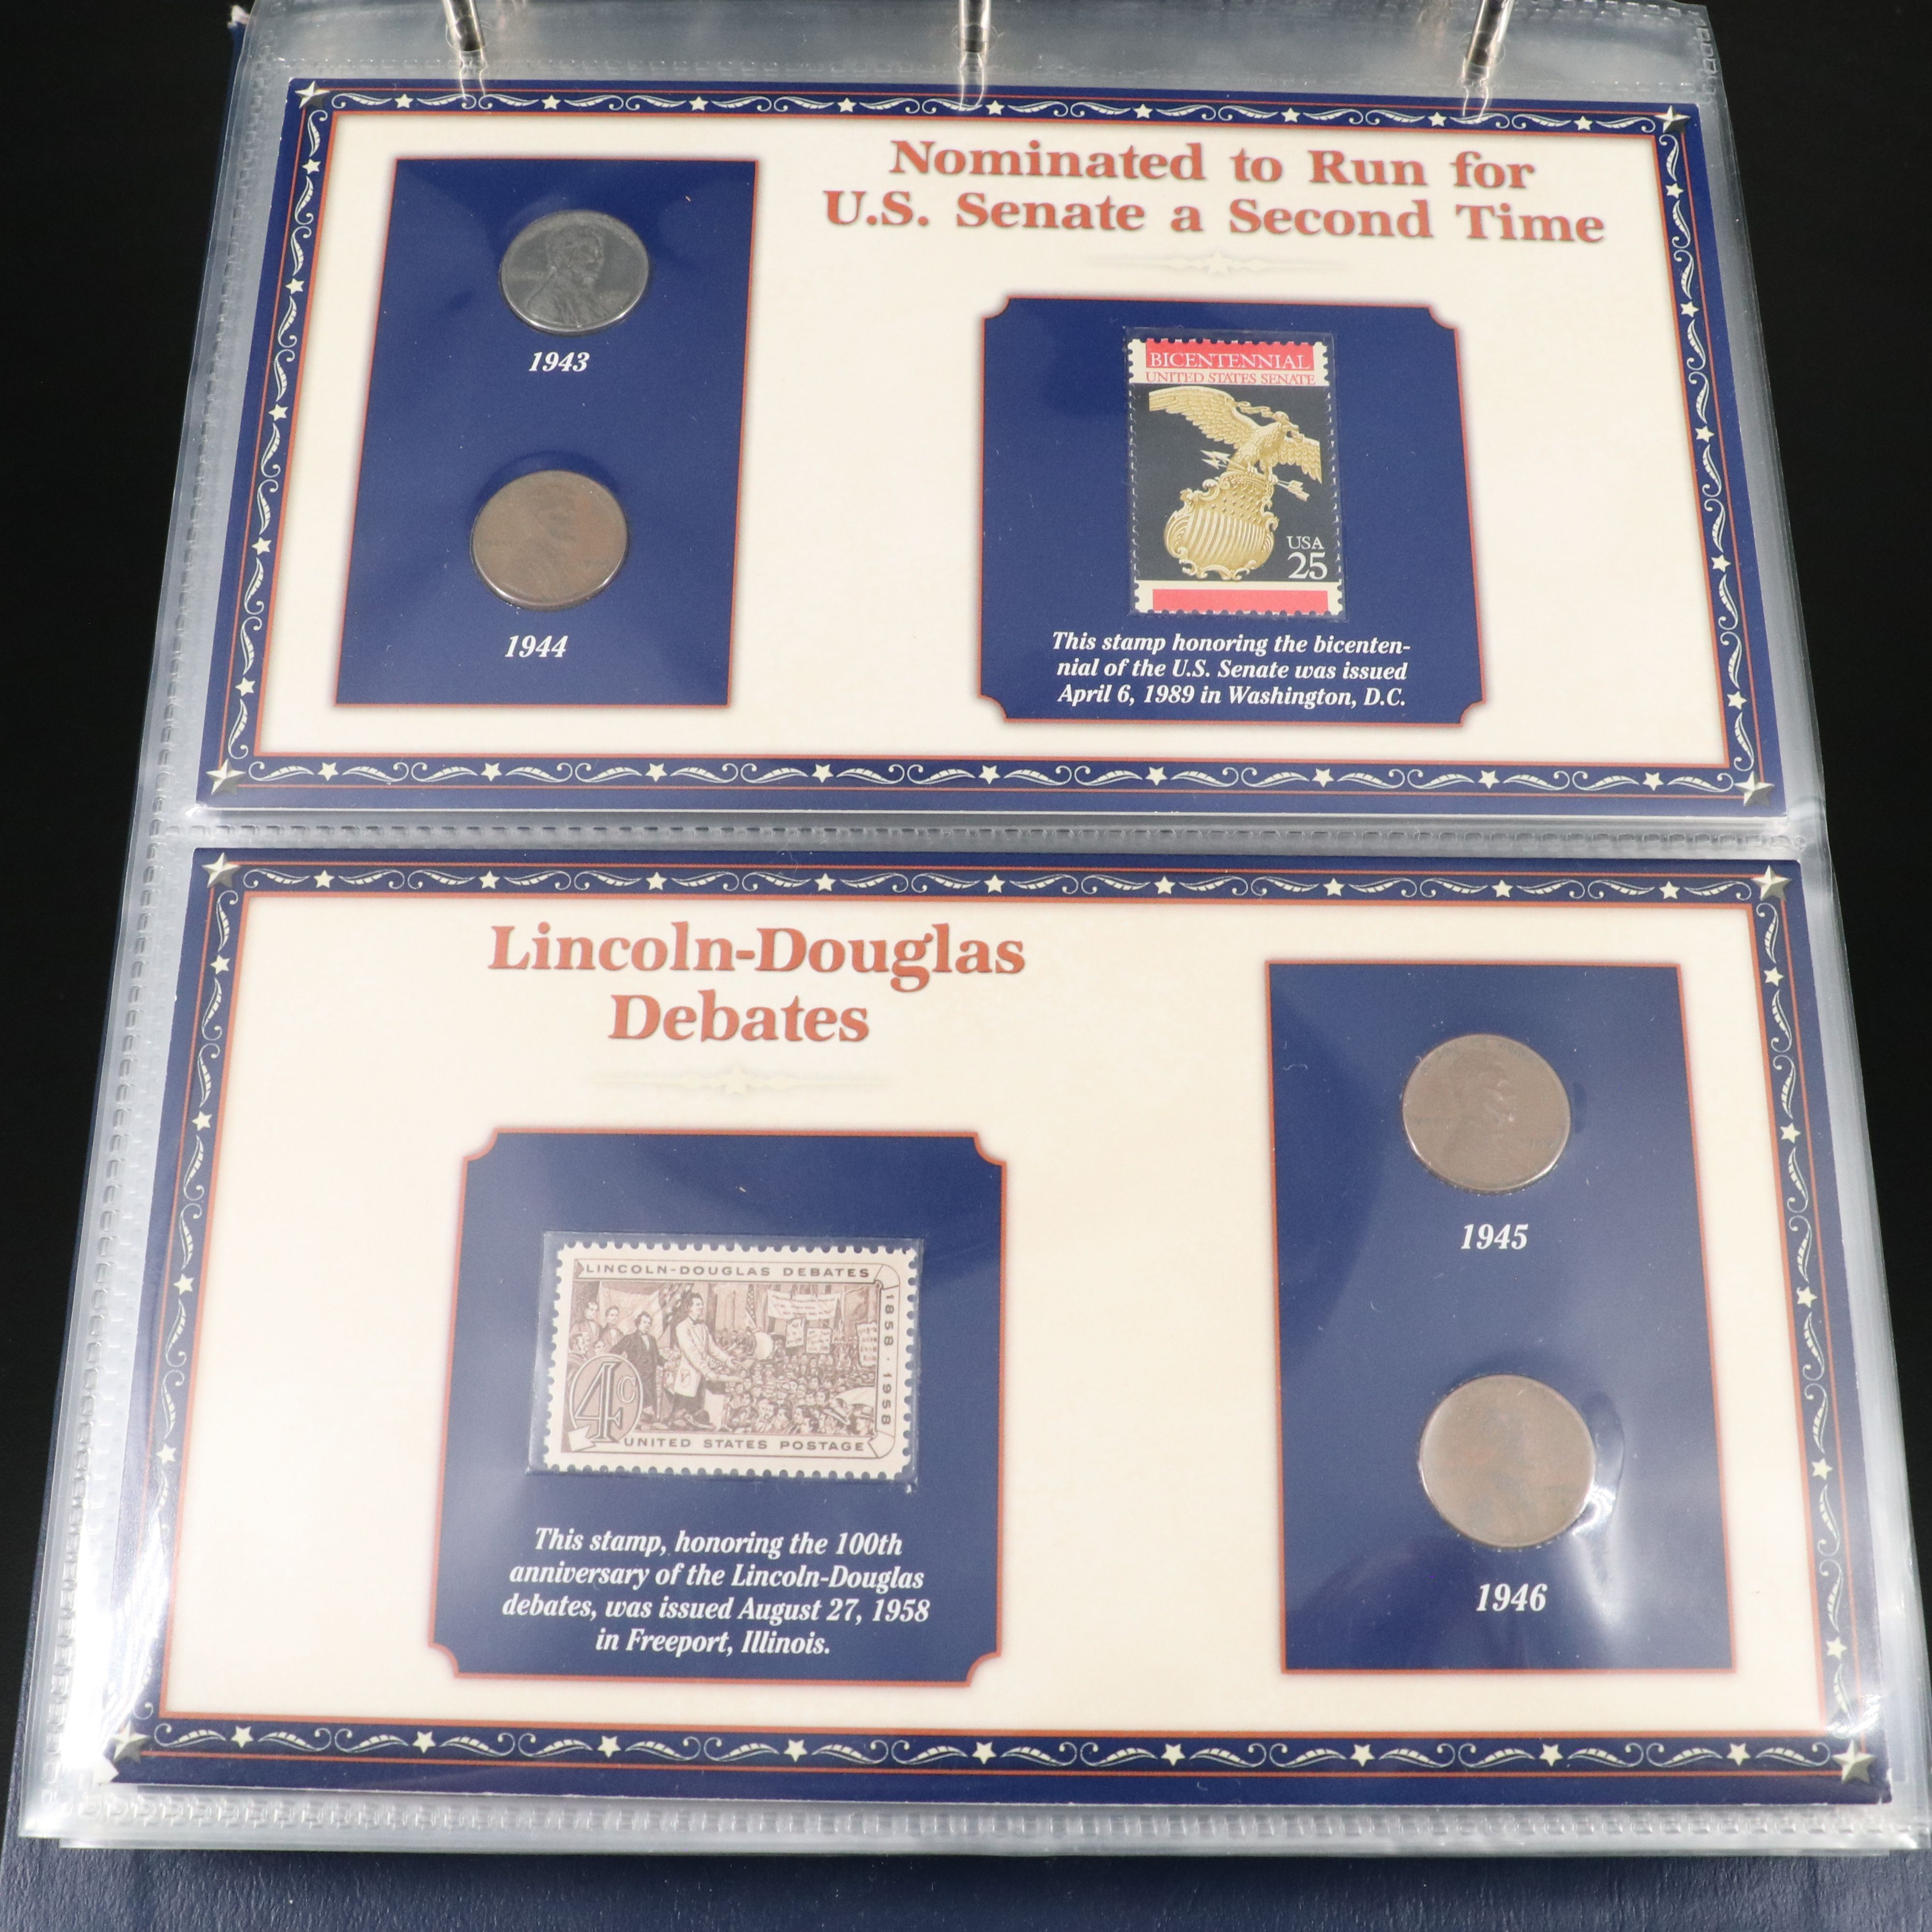 Nominated to Run for
U.S. Senate a Second Time
1943
1944
BICENTENNIAL
UNITED STATES SENATE
USA
25
This stamp honoring the bicenten-
nial of the U.S. Senate was issued
April 6, 1989 in Washington, D.C.
Lincoln-Douglas
Debates
LINCOLN-DOUGLAS DEBATES
1858 · 1958
4c
UNITED STATES POSTAGE
This stamp, honoring the 100th
anniversary of the Lincoln-Douglas
debates, was issued August 27, 1958
in Freeport, Illinois.
1945
1946